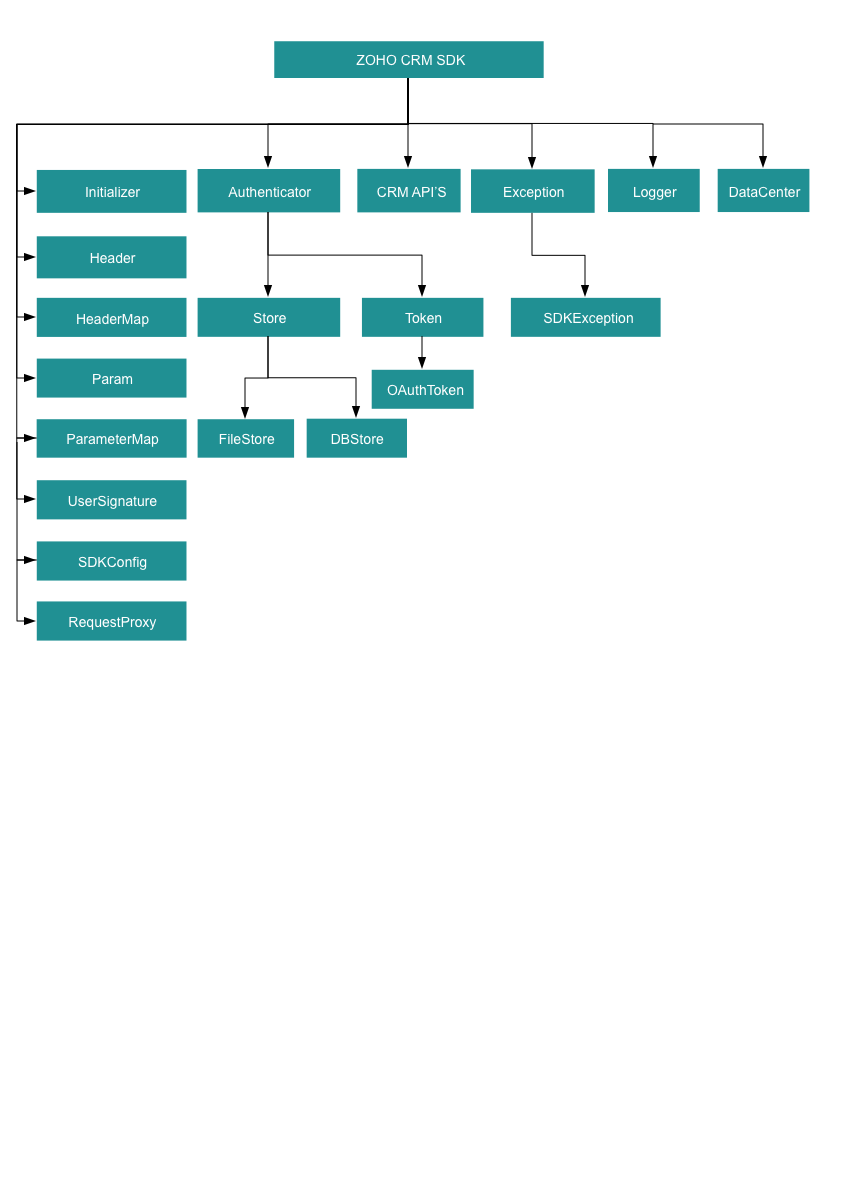 ZOHO CRM SDK
Initializer
Authenticator
CRM API’S
Exception
Logger
DataCenter
Header
HeaderMap
Store
Token
SDKException
Param
OAuthToken
ParameterMap
FileStore
DBStore
UserSignature
SDKConfig
RequestProxy